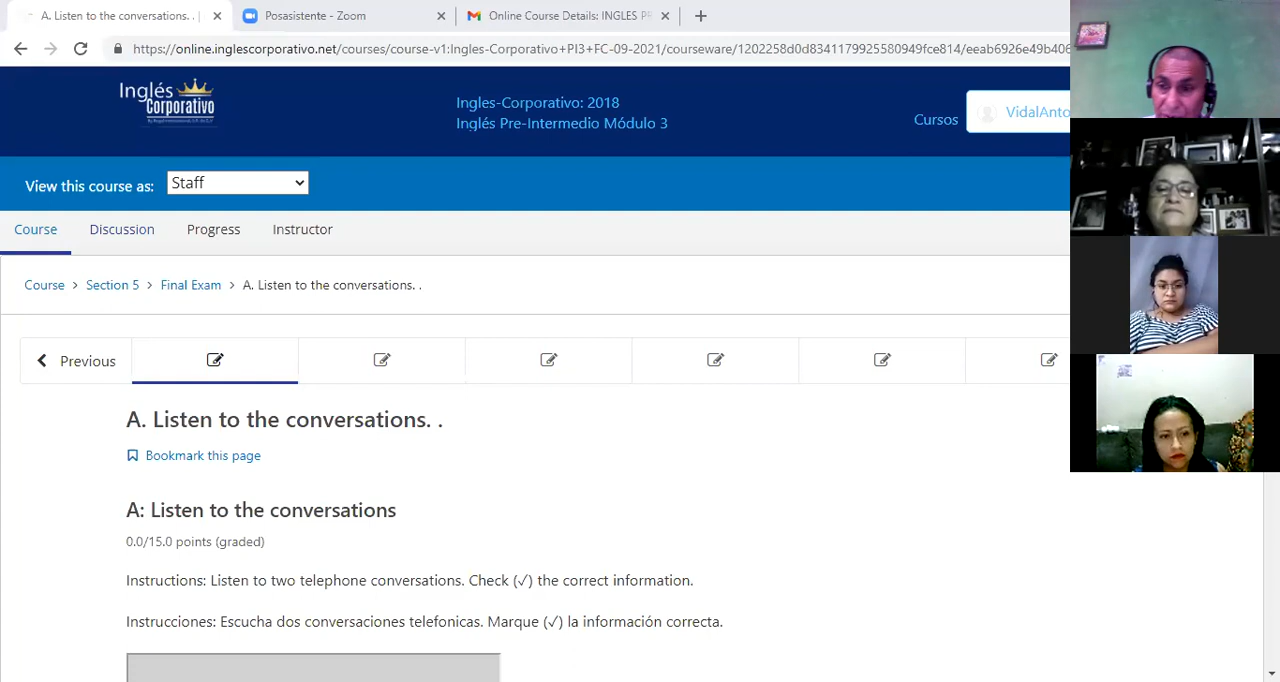 A. Listen to the conversations. . |
Posasistente - Zoom
Online Course Details: INGLES PR
https://online.inglescorporativo.net/courses/course-v1:Ingles-Corporativo+PI3+FC-09-2021/courseware/1202258d0d8341179925580949fce814/eeab6926e49b406
Inglés
Corporativo
Ingles-Corporativo: 2018
Inglés Pre-Intermedio Módulo 3
Cursos
VidalAnto
View this course as:
Staff
Course
Discussion
Progress
Instructor
Course > Section 5 > Final Exam > A. Listen to the conversations. .
Previous
A. Listen to the conversations. .
Bookmark this page
A: Listen to the conversations
0.0/15.0 points (graded)
Instructions: Listen to two telephone conversations. Check (✓) the correct information.
Instrucciones: Escucha dos conversaciones telefonicas. Marque (✓) la información correcta.